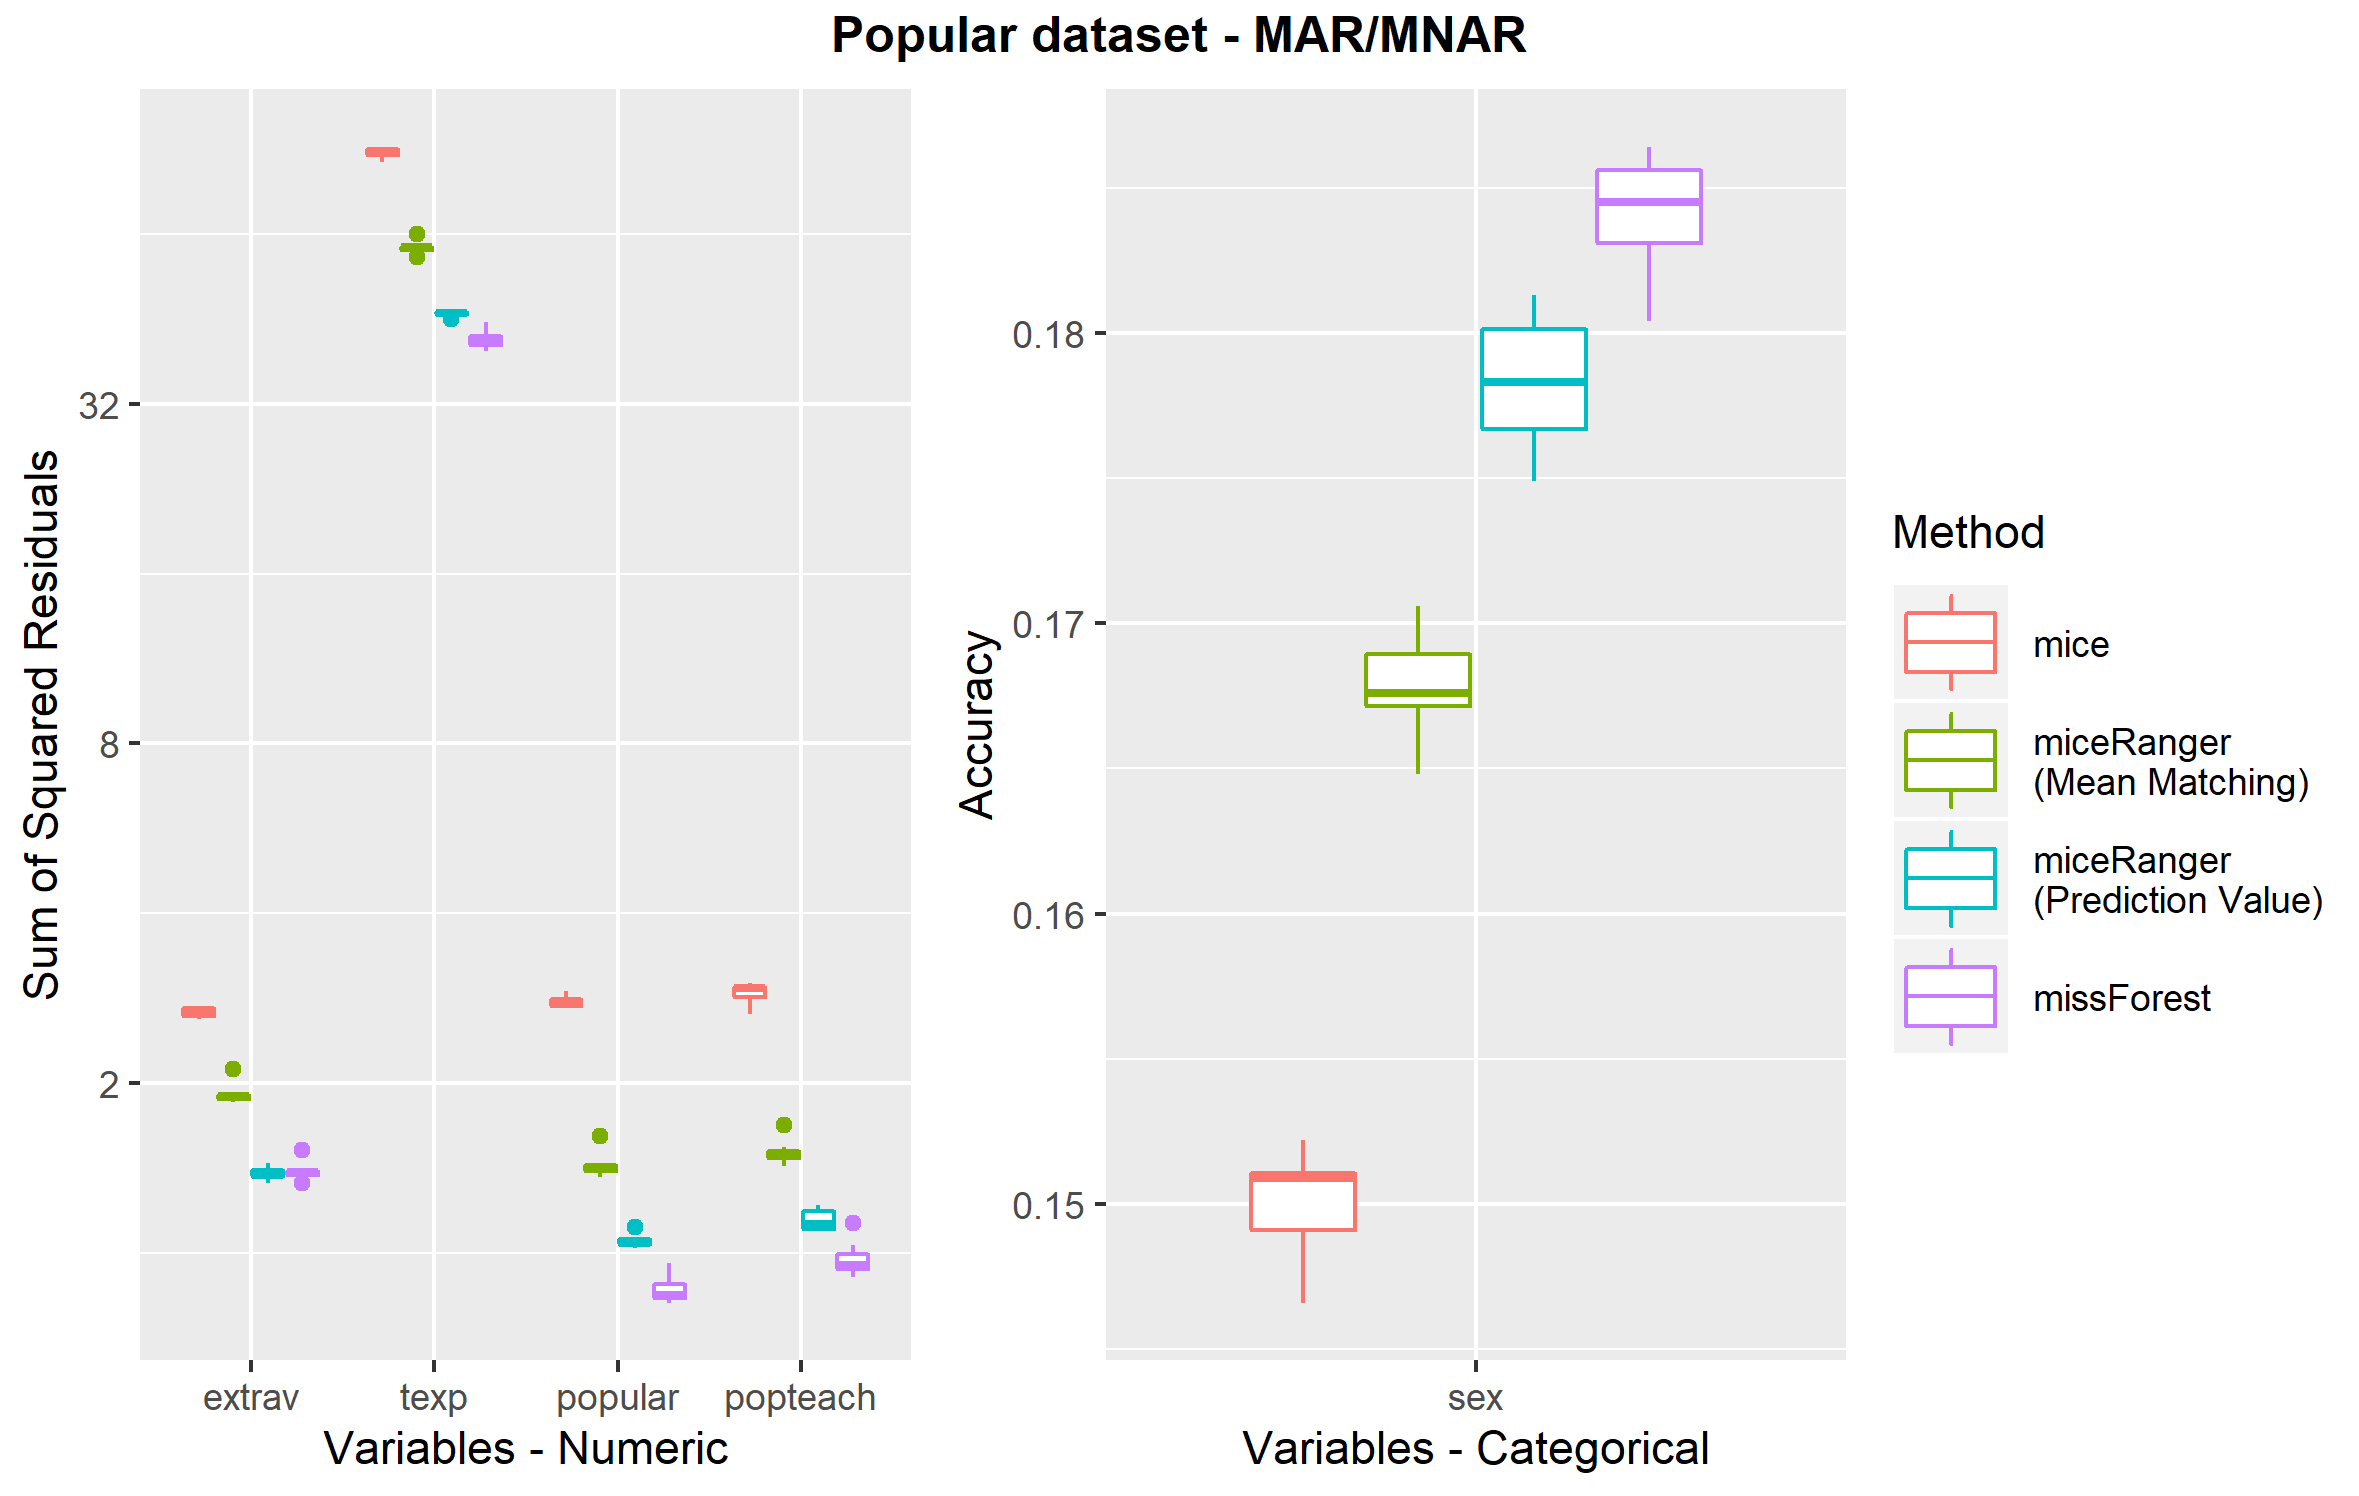 Popular dataset - MAR/MNAR
Sum of Squared Residuals
32
8
2
extrav
texp
popular
popteach
Variables - Numeric
Accuracy
0.18
0.17
0.16
0.15
sex
Variables - Categorical
Method
mice
miceRanger
(Mean Matching)
miceRanger
(Prediction Value)
missForest